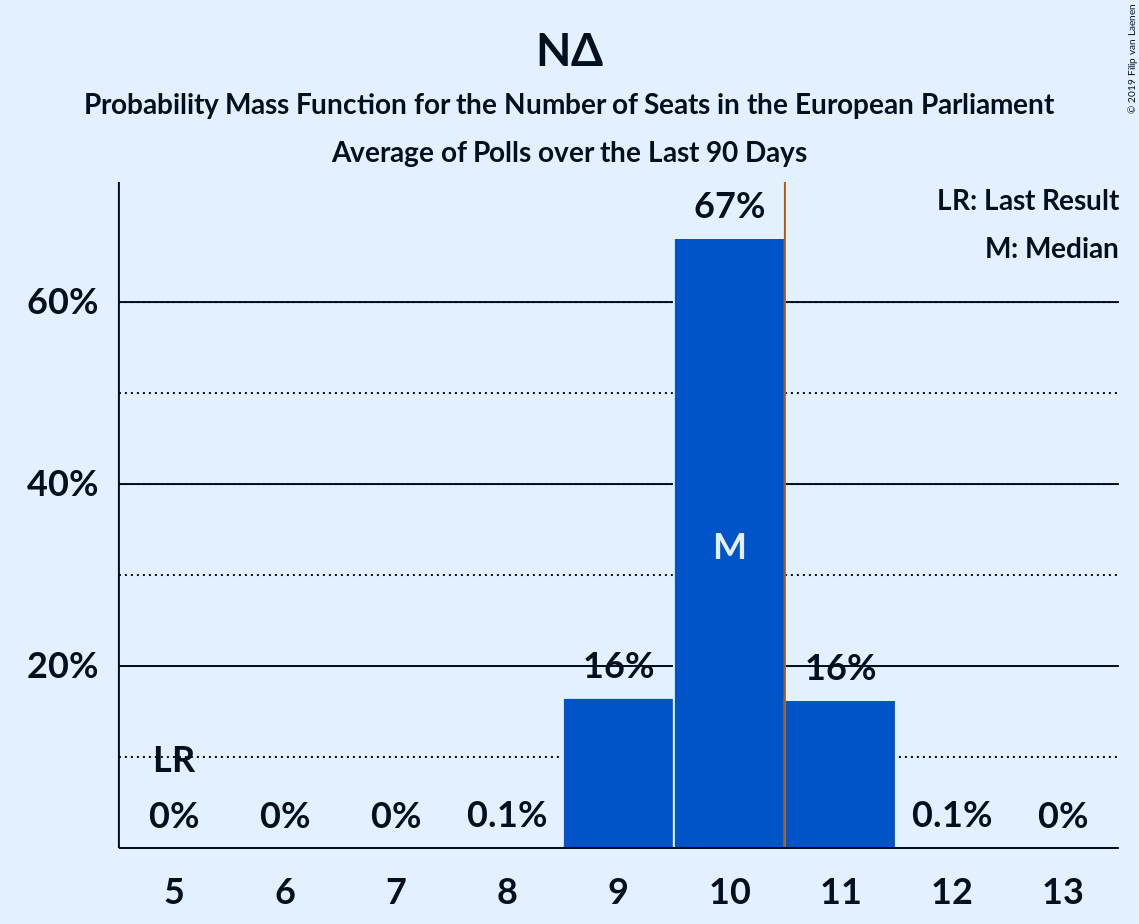 ΝΔ
Probability Mass Function for the Number of Seats in the European Parliament
Average of Polls over the Last 90 Days
© 2019 Filip van Laenen
LR: Last Result
M: Median
67%
60%
40%
M
20%
16%
16%
LR
0%
0%
0%
0.1%
0.1%
0%
5 6 7 8 9 10 11 12 13